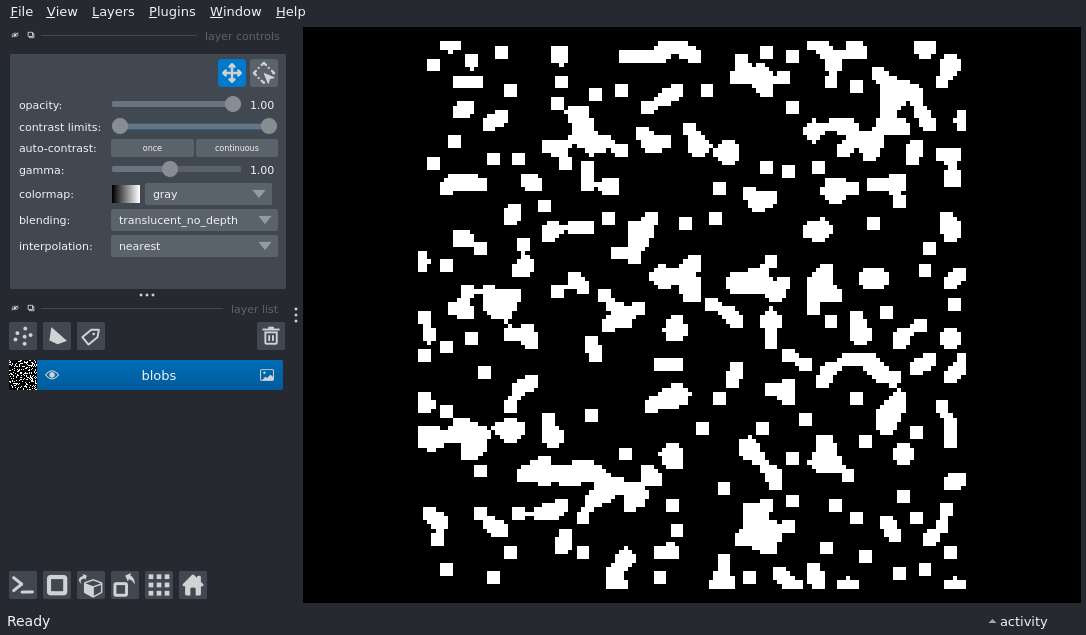 File View Layers Plugins Window Help
layer controls
opacity: 1.00
contrast limits:
auto-contrast: once continuous
gamma: 1.00
colormap: gray
blending: translucent_no_depth
interpolation: nearest
layer list
blobs
Ready activity